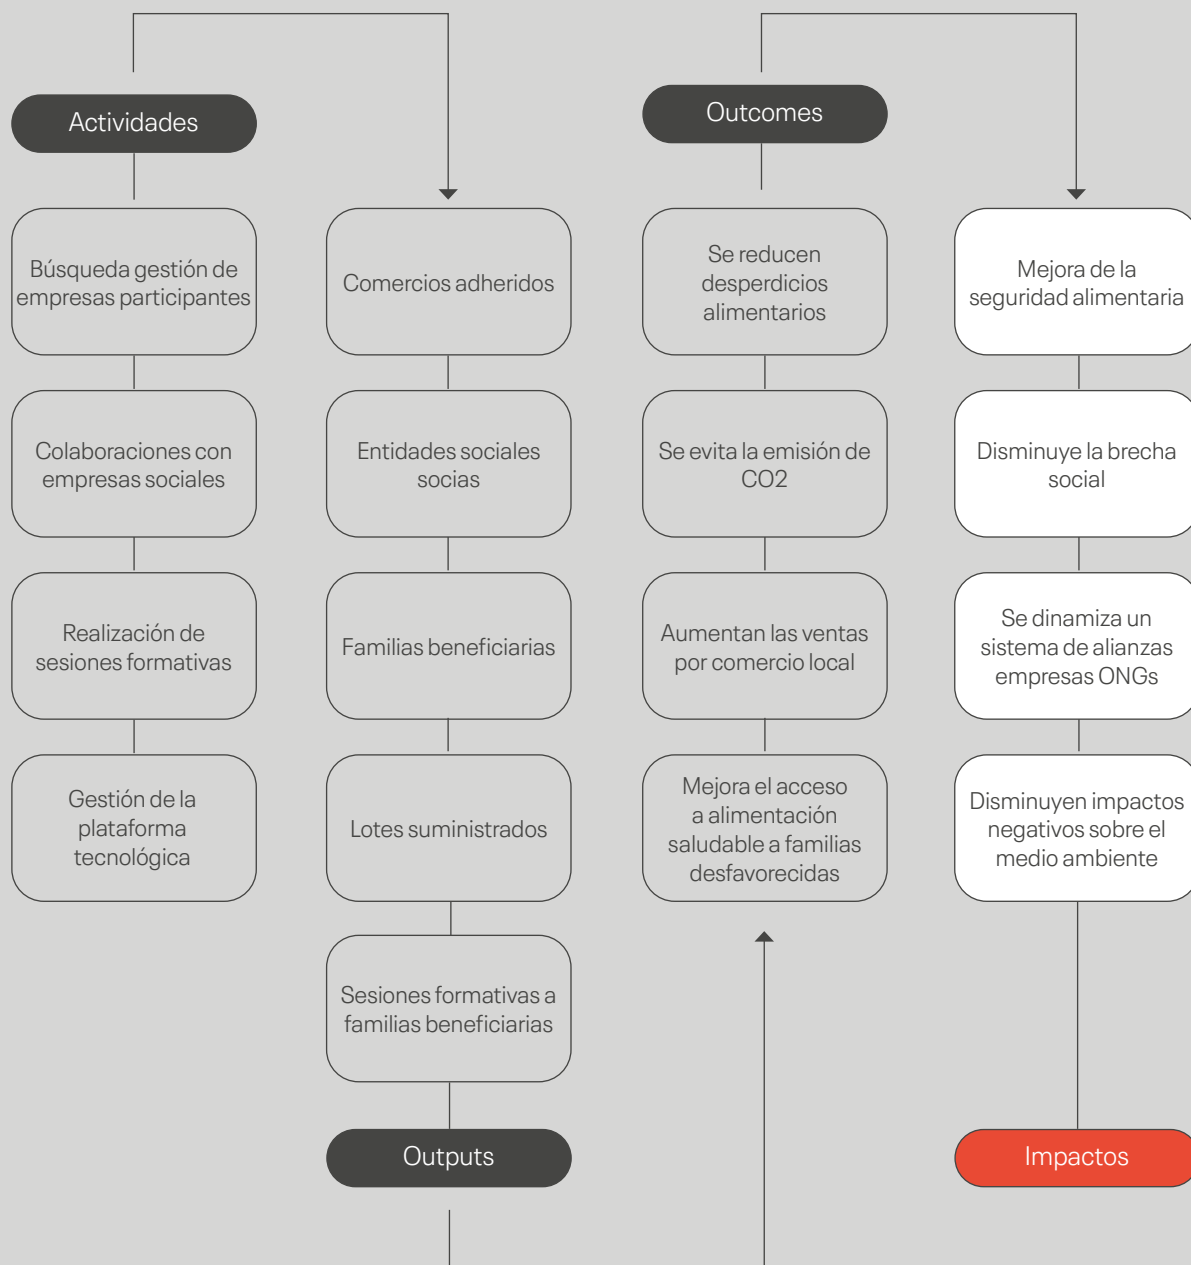 Actividades
Búsqueda gestión de
empresas participantes
Colaboraciones con
empresas sociales
Realización de
sesiones formativas
Gestión de la
plataforma
tecnológica
Comercios adheridos
Entidades sociales
socias
Familias beneficiarias
Lotes suministrados
Sesiones formativas a
familias beneficiarias
Outputs
Outcomes
Se reducen
desperdicios
alimentarios
Se evita la emisión de
CO2
Aumentan las ventas
por comercio local
Mejora el acceso
a alimentación
saludable a familias
desfavorecidas
Mejora de la
seguridad alimentaria
Disminuye la brecha
social
Se dinamiza un
sistema de alianzas
empresas ONGs
Disminuyen impactos
negativos sobre el
medio ambiente
Impactos